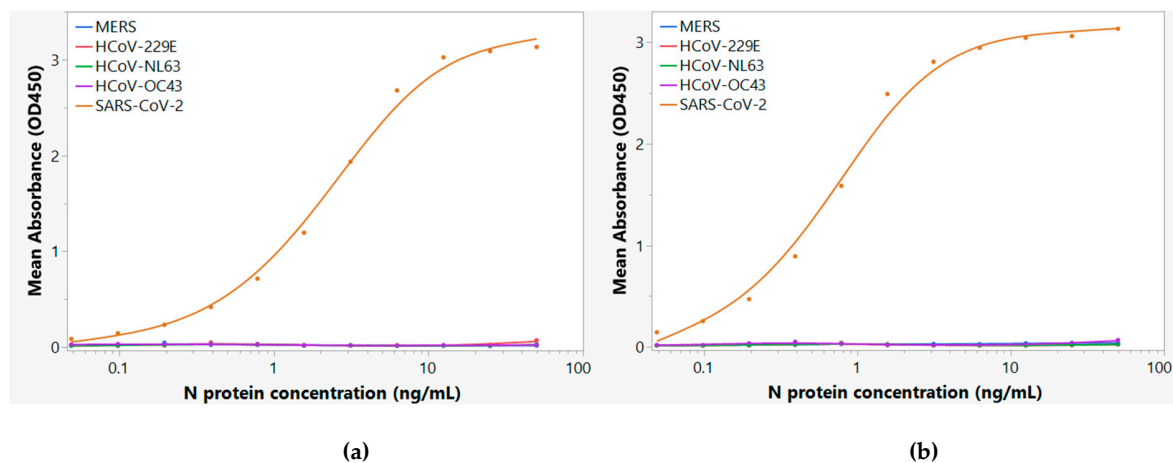 MERS
HCoV-229E
HCoV-NL63
HCoV-OC43
SARS-CoV-2
Mean Absorbance (OD450)
3
2
1
0
0.1
1
10
100
N protein concentration (ng/mL)
(a)
MERS
HCoV-229E
HCoV-NL63
HCoV-OC43
SARS-CoV-2
Mean Absorbance (OD450)
3
2
1
0
0.1
1
10
100
N protein concentration (ng/mL)
(b)